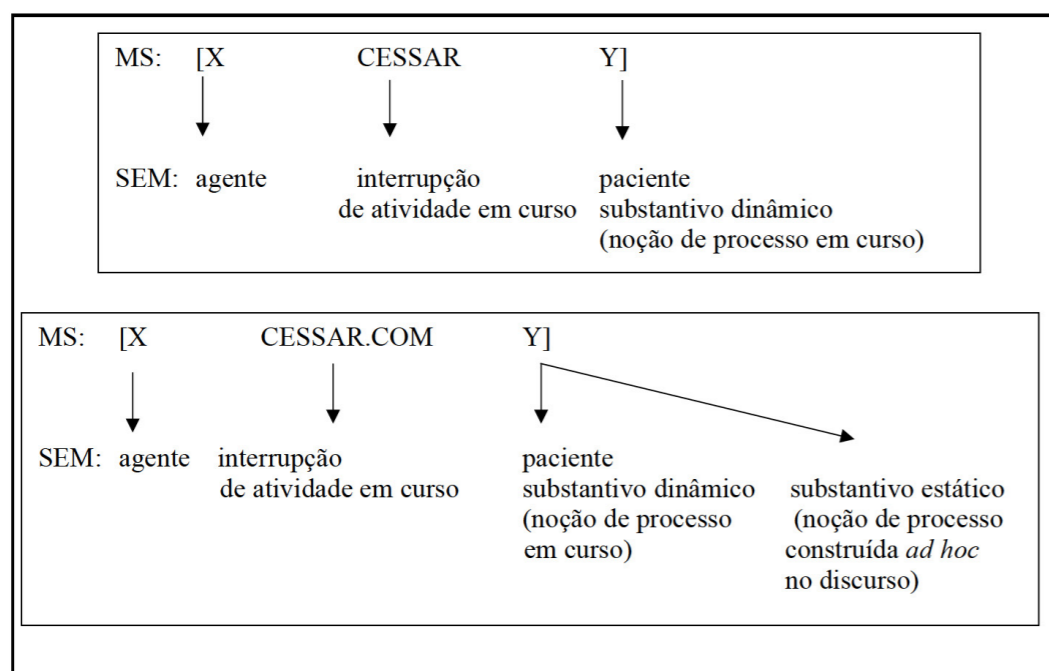 MS: [X CESSAR Y]
SEM: agente interrupção paciente
de atividade em curso substantivo dinâmico
(noção de processo em curso)
MS: [X CESSAR.COM Y]
SEM: agente interrupção paciente
de atividade em curso substantivo dinâmico substantivo estático
(noção de processo (noção de processo
em curso) construída ad hoc
no discurso)